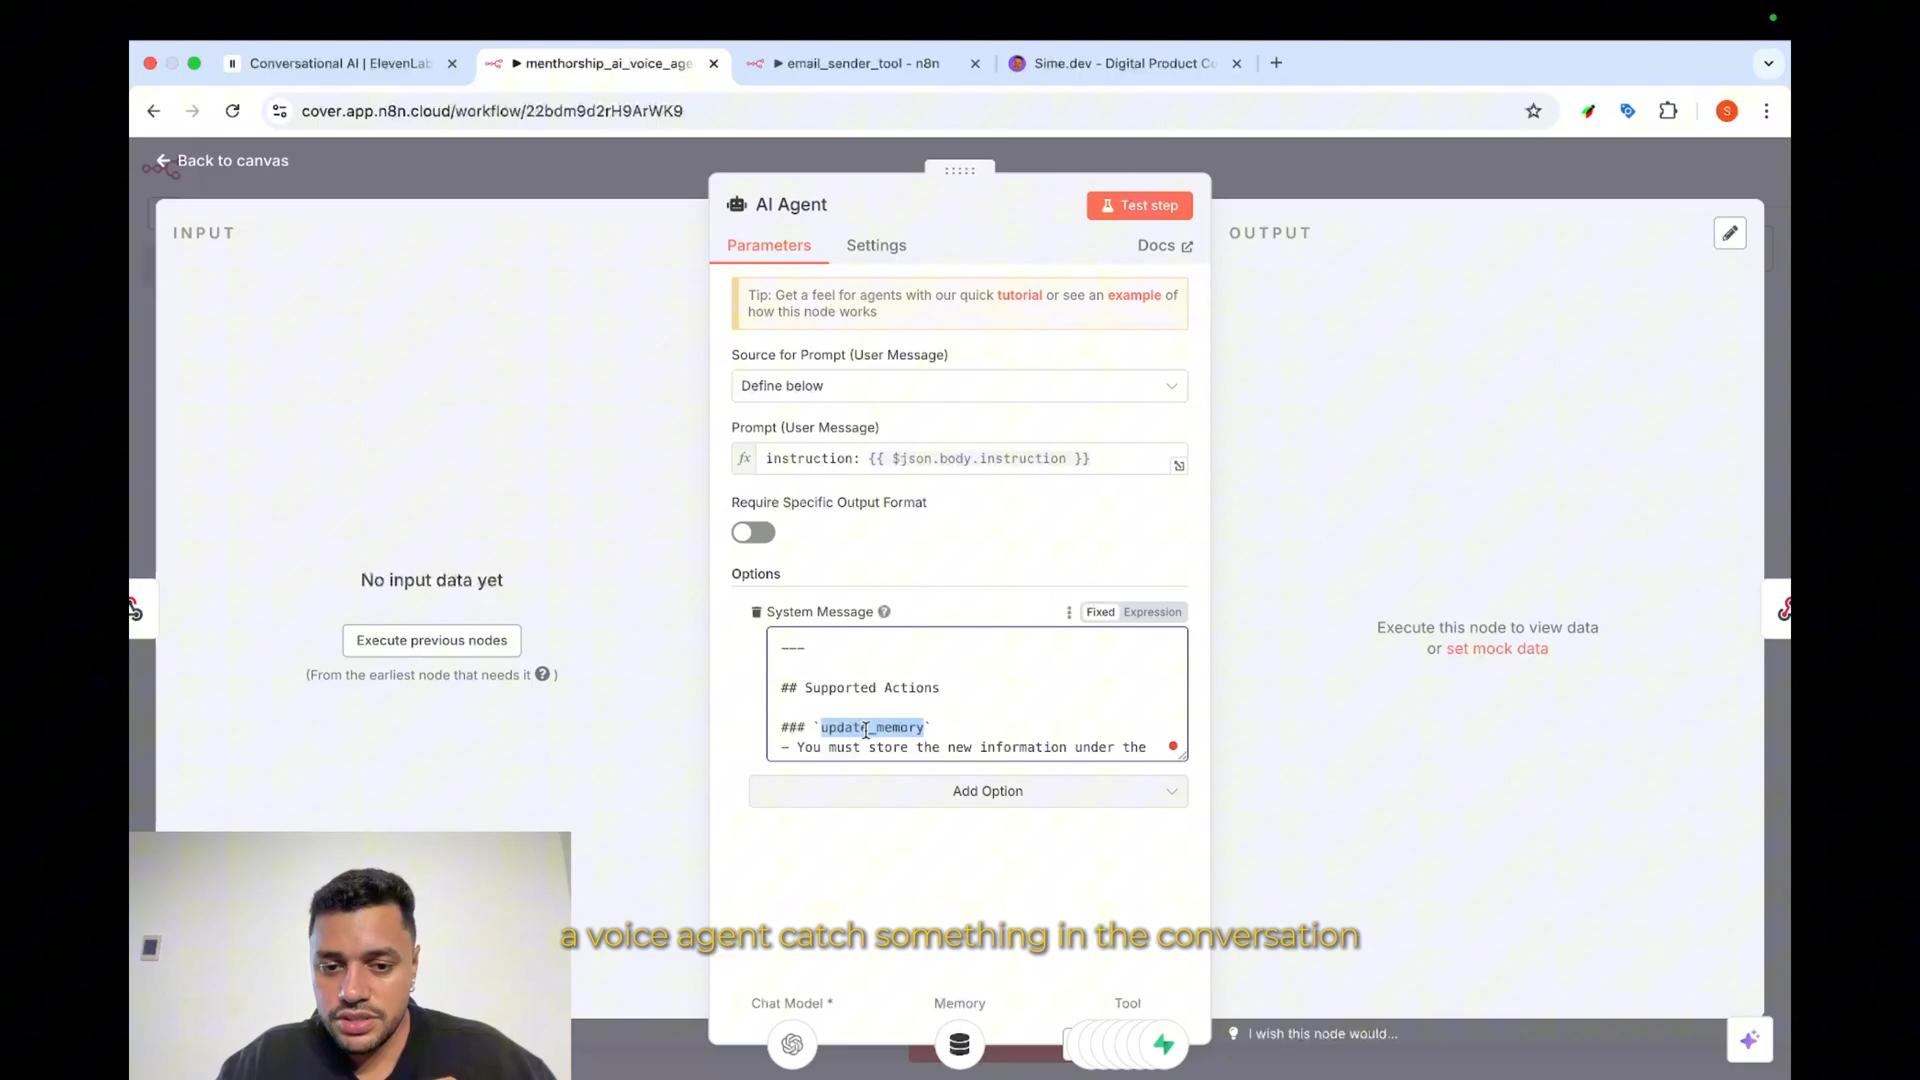 Conversational AI | ElevenLab
menthorship_ai_voice_age
email_sender_tool - n8n
Sime.dev - Digital Product Co
cover.app.n8n.cloud/workflow/22bdm9d2rH9ArWK9
S
Back to canvas
INPUT
No input data yet
Execute previous nodes
(From the earliest node that needs it ? )
AI Agent
Test step
Parameters
Settings
Docs
Tip: Get a feel for agents with our quick tutorial or see an example of
how this node works
Source for Prompt (User Message)
Define below
Prompt (User Message)
fx instruction: {{ $json.body.instruction }}
Require Specific Output Format
Options
System Message ?
Fixed Expression
---
## Supported Actions
### `update_memory`
- You must store the new information under the
Add Option
OUTPUT
Execute this node to view data
or set mock data
a voice agent catch something in the conversation
Chat Model *
Memory
Tool
I wish this node would...